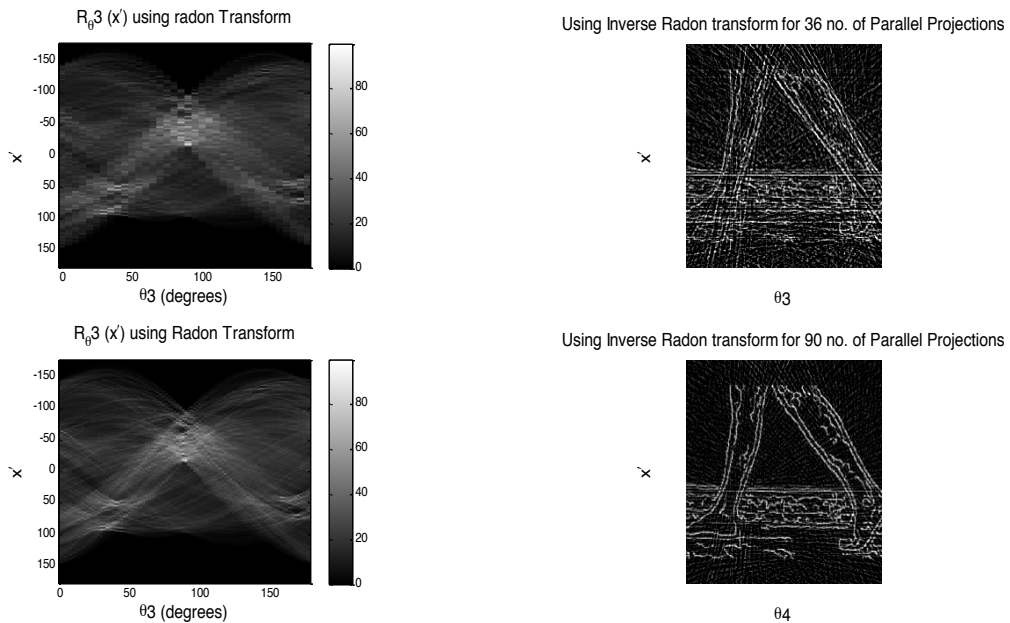 R_θ3 (x') using radon Transform
-150
-100
-50
0
50
100
150
x'
0 50 100 150
θ3 (degrees)
80
60
40
20
0
Using Inverse Radon transform for 36 no. of Parallel Projections
x'
θ3
R_θ3 (x') using Radon Transform
-150
-100
-50
0
50
100
150
x'
0 50 100 150
θ3 (degrees)
80
60
40
20
0
Using Inverse Radon transform for 90 no. of Parallel Projections
x'
θ4